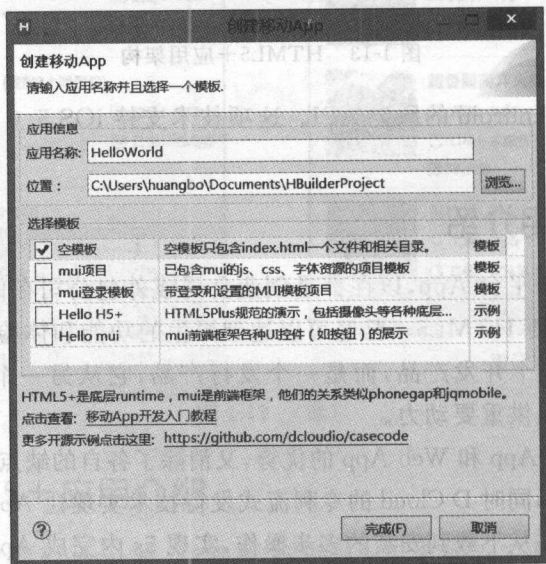 H 创建移动App ×
图 1-13 HTML5+应用架构
创建移动App
请输入应用名称并且选择一个模板.
应用信息
应用名称: HelloWorld
位置： C:\Users\huangbo\Documents\HBuilderProject 浏览...
选择模板
空模板 空模板只包含index.html一个文件和相关目录。 模板
mui项目 已包含mui的js、css、字体资源的项目模板 模板
mui登录模板 带登录和设置的MUI模板项目 模板
Hello H5+ HTML5Plus规范的演示，包括摄像头等各种底层... 示例
Hello mui mui前端框架各种UI控件（如按钮）的展示 示例
HTML5+是底层runtime，mui是前端框架，他们的关系类似phonegap和jqmobile。
点击查看: 移动App开发入门教程
更多开源示例点击这里: https://github.com/dcloudio/casecode
? 完成(F) 取消